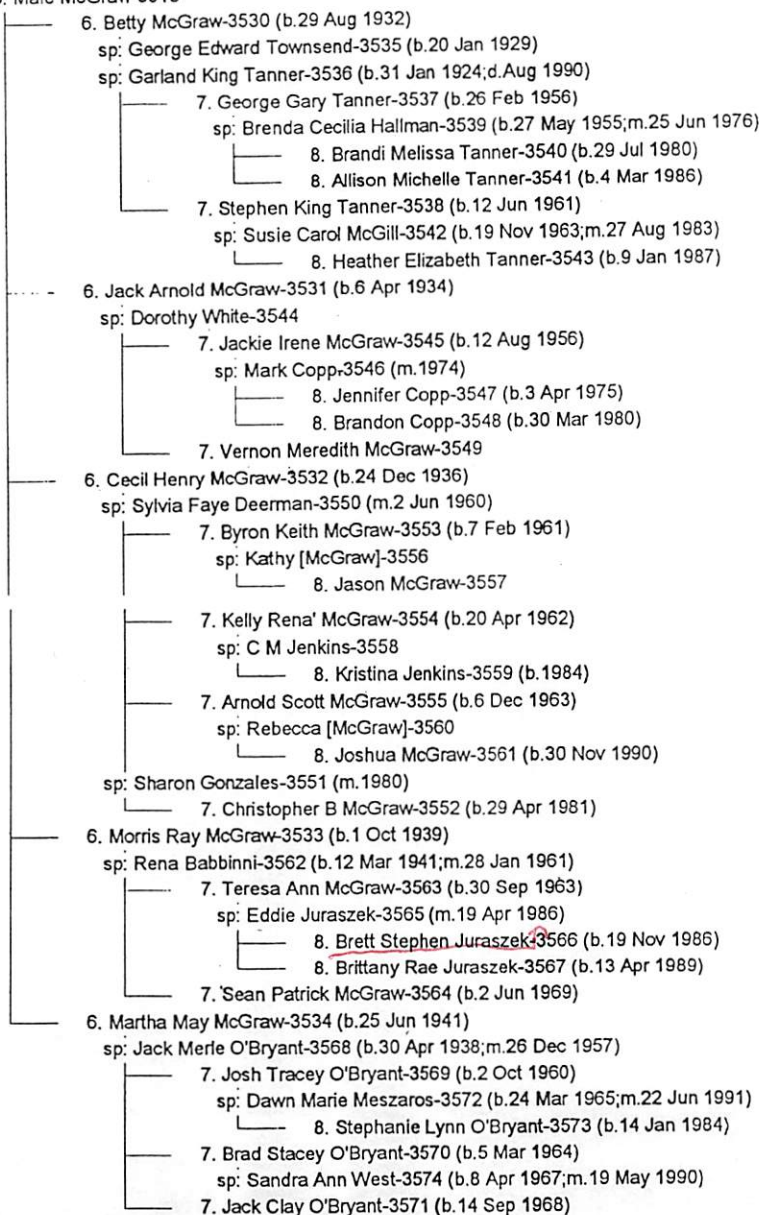 6. Betty McGraw-3530 (b.29 Aug 1932)
sp: George Edward Townsend-3535 (b.20 Jan 1929)
sp: Garland King Tanner-3536 (b.31 Jan 1924;d.Aug 1990)
7. George Gary Tanner-3537 (b.26 Feb 1956)
sp: Brenda Cecilia Hallman-3539 (b.27 May 1955;m.25 Jun 1976)
8. Brandi Melissa Tanner-3540 (b.29 Jul 1980)
8. Allison Michelle Tanner-3541 (b.4 Mar 1986)
7. Stephen King Tanner-3538 (b.12 Jun 1961)
sp: Susie Carol McGill-3542 (b.19 Nov 1963;m.27 Aug 1983)
8. Heather Elizabeth Tanner-3543 (b.9 Jan 1987)
6. Jack Arnold McGraw-3531 (b.6 Apr 1934)
sp: Dorothy White-3544
7. Jackie Irene McGraw-3545 (b.12 Aug 1956)
sp: Mark Copp-3546 (m.1974)
8. Jennifer Copp-3547 (b.3 Apr 1975)
8. Brandon Copp-3548 (b.30 Mar 1980)
7. Vernon Meredith McGraw-3549
6. Cecil Henry McGraw-3532 (b.24 Dec 1936)
sp: Sylvia Faye Deerman-3550 (m.2 Jun 1960)
7. Byron Keith McGraw-3553 (b.7 Feb 1961)
sp: Kathy [McGraw]-3556
8. Jason McGraw-3557
7. Kelly Rena' McGraw-3554 (b.20 Apr 1962)
sp: C M Jenkins-3558
8. Kristina Jenkins-3559 (b.1984)
7. Arnold Scott McGraw-3555 (b.6 Dec 1963)
sp: Rebecca [McGraw]-3560
8. Joshua McGraw-3561 (b.30 Nov 1990)
sp: Sharon Gonzales-3551 (m.1980)
7. Christopher B McGraw-3552 (b.29 Apr 1981)
6. Morris Ray McGraw-3533 (b.1 Oct 1939)
sp: Rena Babbinni-3562 (b.12 Mar 1941;m.28 Jan 1961)
7. Teresa Ann McGraw-3563 (b.30 Sep 1963)
sp: Eddie Juraszek-3565 (m.19 Apr 1986)
8. Brett Stephen Juraszek-3566 (b.19 Nov 1986)
8. Brittany Rae Juraszek-3567 (b.13 Apr 1989)
7. Sean Patrick McGraw-3564 (b.2 Jun 1969)
6. Martha May McGraw-3534 (b.25 Jun 1941)
sp: Jack Merle O'Bryant-3568 (b.30 Apr 1938;m.26 Dec 1957)
7. Josh Tracey O'Bryant-3569 (b.2 Oct 1960)
sp: Dawn Marie Meszaros-3572 (b.24 Mar 1965;m.22 Jun 1991)
8. Stephanie Lynn O'Bryant-3573 (b.14 Jan 1984)
7. Brad Stacey O'Bryant-3570 (b.5 Mar 1964)
sp: Sandra Ann West-3574 (b.8 Apr 1967;m.19 May 1990)
7. Jack Clay O'Bryant-3571 (b.14 Sep 1968)